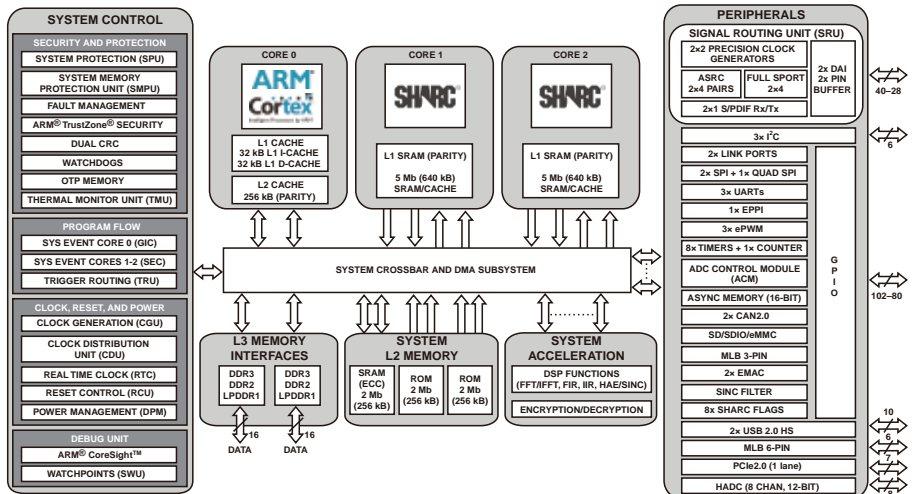 SYSTEM CONTROL
SECURITY AND PROTECTION
SYSTEM PROTECTION (SPU)
SYSTEM MEMORY
PROTECTION UNIT (SMPU)
FAULT MANAGEMENT
ARM® TrustZone® SECURITY
DUAL CRC
WATCHDOGS
OTP MEMORY
THERMAL MONITOR UNIT (TMU)
PROGRAM FLOW
SYS EVENT CORE 0 (GIC)
SYS EVENT CORES 1-2 (SEC)
TRIGGER ROUTING (TRU)
CLOCK, RESET, AND POWER
CLOCK GENERATION (CGU)
CLOCK DISTRIBUTION
UNIT (CDU)
REAL TIME CLOCK (RTC)
RESET CONTROL (RCU)
POWER MANAGEMENT (DPM)
DEBUG UNIT
ARM® CoreSight™
WATCHPOINTS (SWU)
CORE 0
ARM
Cortex
L1 CACHE
32 kB L1 I-CACHE
32 kB L1 D-CACHE
L2 CACHE
256 kB (PARITY)
CORE 1
SHARC
L1 SRAM (PARITY)
5 Mb (640 kB)
SRAM/CACHE
CORE 2
SHARC
L1 SRAM (PARITY)
5 Mb (640 kB)
SRAM/CACHE
SYSTEM CROSSBAR AND DMA SUBSYSTEM
L3 MEMORY
INTERFACES
DDR3
DDR2
LPDDR1
DDR3
DDR2
LPDDR1
16
16
DATA
DATA
SYSTEM
L2 MEMORY
SRAM
(ECC)
2 Mb
(256 kB)
ROM
2 Mb
(256 kB)
ROM
2 Mb
(256 kB)
SYSTEM
ACCELERATION
DSP FUNCTIONS
(FFT/IFFT, FIR, IIR, HAE/SINC)
ENCRYPTION/DECRYPTION
PERIPHERALS
SIGNAL ROUTING UNIT (SRU)
2×2 PRECISION CLOCK
GENERATORS
ASRC
2×4 PAIRS
FULL SPORT
2×4
2×1 S/PDIF Rx/Tx
2× DAI
2× PIN
BUFFER
40–28
3× I²C
6
2× LINK PORTS
2× SPI + 1× QUAD SPI
3× UARTs
1× EPPI
3× ePWM
8× TIMERS + 1× COUNTER
ADC CONTROL MODULE
(ACM)
ASYNC MEMORY (16-BIT)
2× CAN2.0
SD/SDIO/eMMC
MLB 3-PIN
2× EMAC
SINC FILTER
8× SHARC FLAGS
G
P
I
O
102–80
2× USB 2.0 HS
10
MLB 6-PIN
6
PCIe2.0 (1 lane)
7
HADC (8 CHAN, 12-BIT)
8